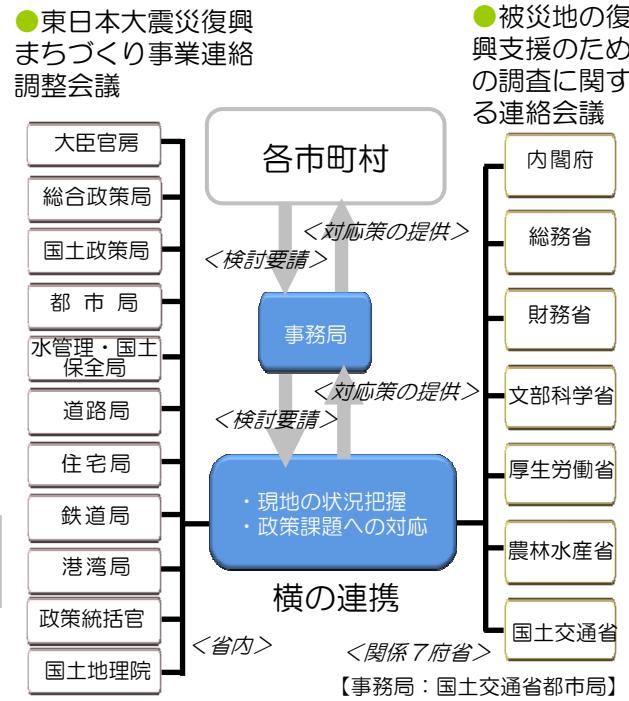 ●東日本大震災復興
まちづくり事業連絡
調整会議
●被災地の復
興支援のため
の調査に関す
る連絡会議
大臣官房
総合政策局
国土政策局
都市局
水管理・国土
保全局
道路局
住宅局
鉄道局
港湾局
政策統括官
国土地理院
<省内>
各市町村
<対応策の提供>
<検討要請>
事務局
<対応策の提供>
<検討要請>
・現地の状況把握
・政策課題への対応
横の連携
内閣府
総務省
財務省
文部科学省
厚生労働省
農林水産省
国土交通省
<関係7府省>
【事務局：国土交通省都市局】